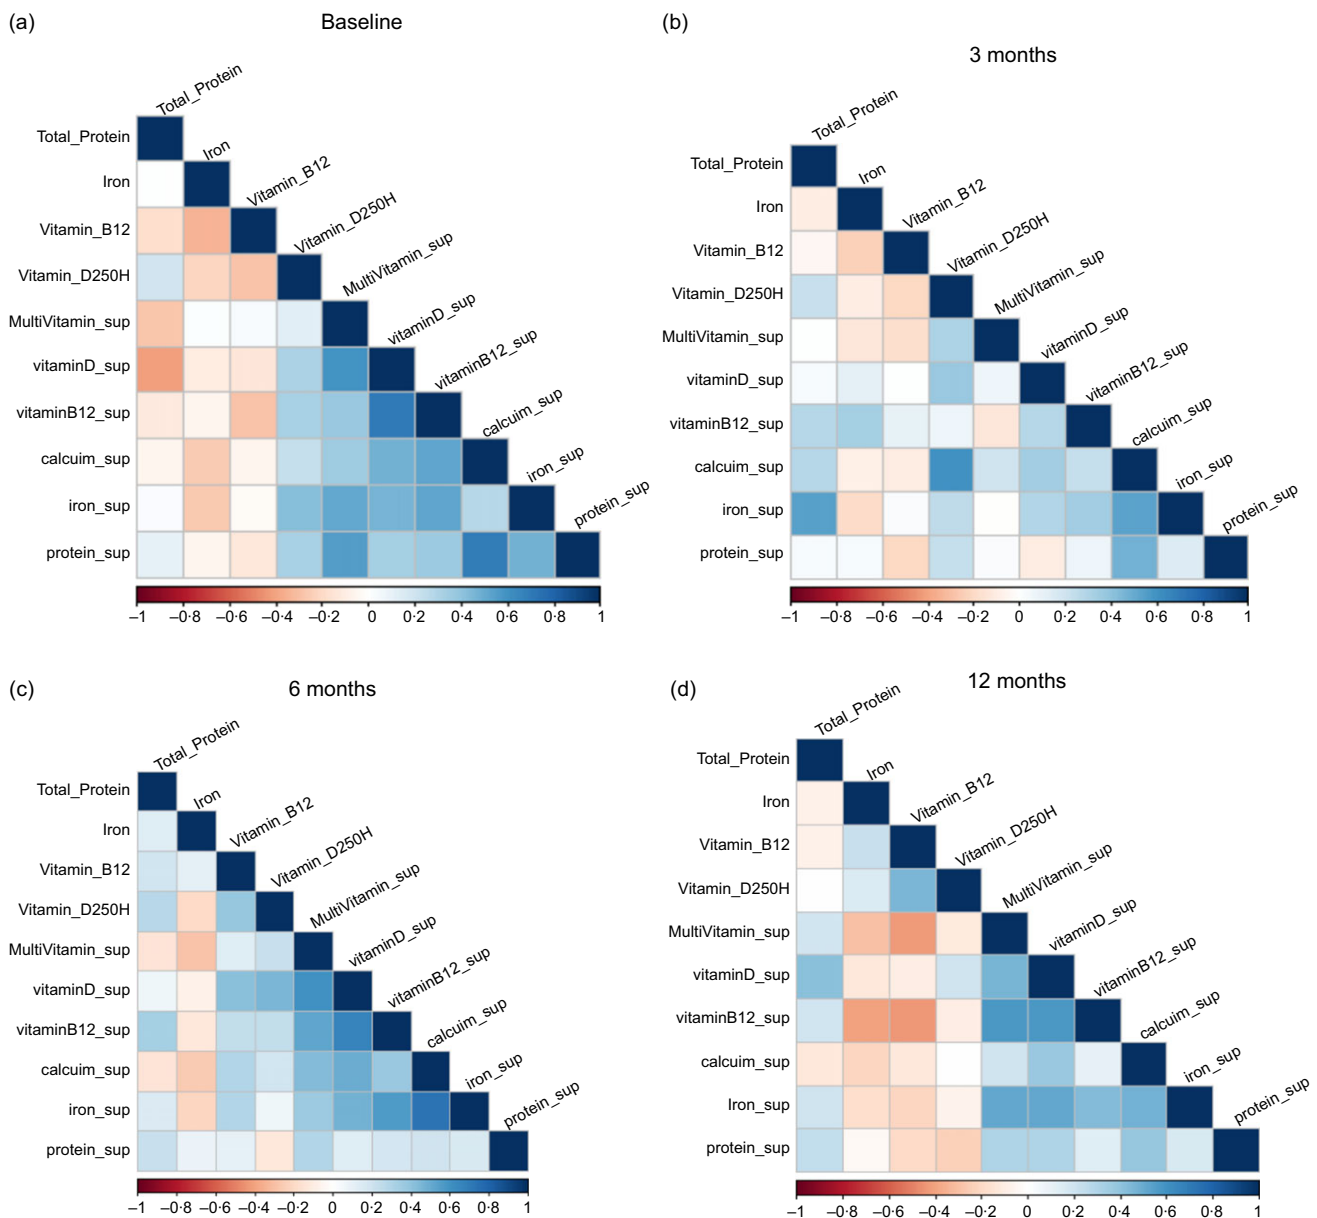 (a)
Baseline
Total_Protein
Iron
Vitamin_B12
Vitamin_D250H
MultiVitamin_sup
vitaminD_sup
vitaminB12_sup
calcuim_sup
iron_sup
protein_sup
Total_Protein
Iron
Vitamin_B12
Vitamin_D250H
MultiVitamin_sup
vitaminD_sup
vitaminB12_sup
calcuim_sup
iron_sup
protein_sup
–1 –0·8 –0·6 –0·4 –0·2 0 0·2 0·4 0·6 0·8 1
(b)
3 months
Total_Protein
Iron
Vitamin_B12
Vitamin_D250H
MultiVitamin_sup
vitaminD_sup
vitaminB12_sup
calcuim_sup
iron_sup
protein_sup
Total_Protein
Iron
Vitamin_B12
Vitamin_D250H
MultiVitamin_sup
vitaminD_sup
vitaminB12_sup
calcuim_sup
iron_sup
protein_sup
–1 –0·8 –0·6 –0·4 –0·2 0 0·2 0·4 0·6 0·8 1
(c)
6 months
Total_Protein
Iron
Vitamin_B12
Vitamin_D250H
MultiVitamin_sup
vitaminD_sup
vitaminB12_sup
calcuim_sup
iron_sup
protein_sup
Total_Protein
Iron
Vitamin_B12
Vitamin_D250H
MultiVitamin_sup
vitaminD_sup
vitaminB12_sup
calcuim_sup
iron_sup
protein_sup
–1 –0·8 –0·6 –0·4 –0·2 0 0·2 0·4 0·6 0·8 1
(d)
12 months
Total_Protein
Iron
Vitamin_B12
Vitamin_D250H
MultiVitamin_sup
vitaminD_sup
vitaminB12_sup
calcuim_sup
iron_sup
protein_sup
Total_Protein
Iron
Vitamin_B12
Vitamin_D250H
MultiVitamin_sup
vitaminD_sup
vitaminB12_sup
calcuim_sup
Iron_sup
protein_sup
–1 –0·8 –0·6 –0·4 –0·2 0 0·2 0·4 0·6 0·8 1